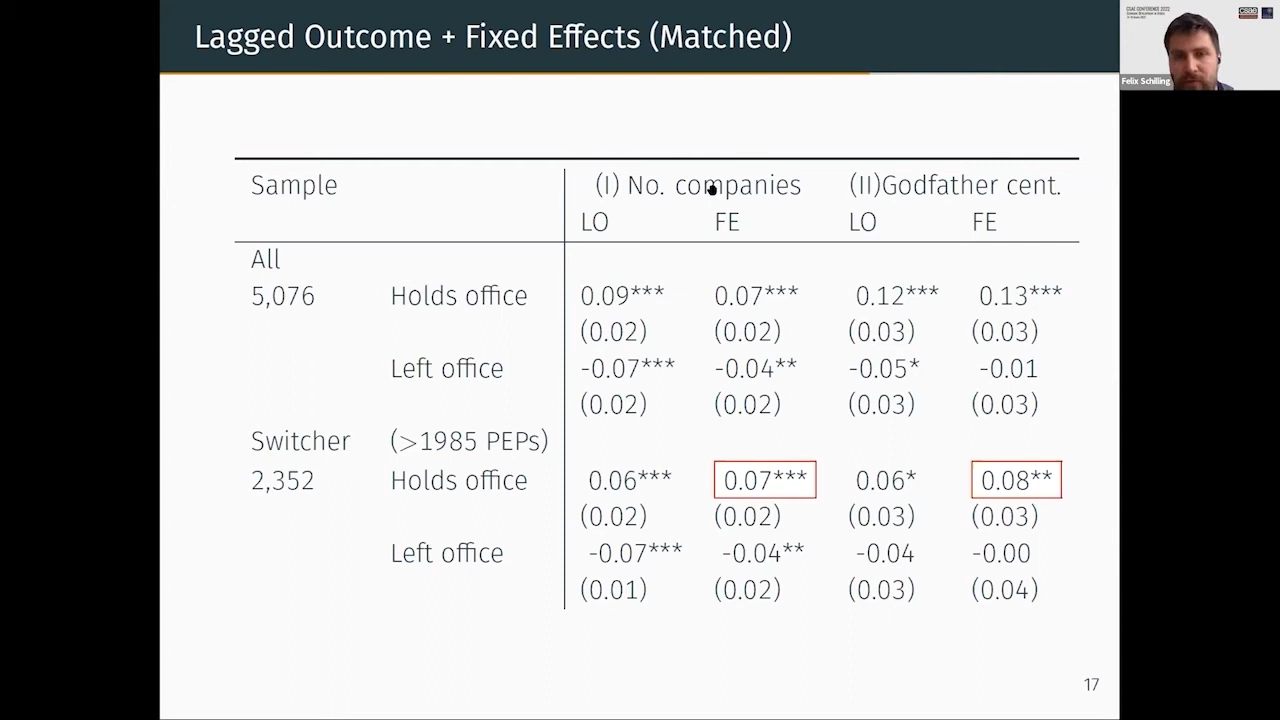 Lagged Outcome + Fixed Effects (Matched)
CSAE CONFERENCE 2022
Felix Schilling
Sample (I) No. companies (II)Godfather cent.
LO FE LO FE
All
5,076 Holds office 0.09*** 0.07*** 0.12*** 0.13***
(0.02) (0.02) (0.03) (0.03)
Left office -0.07*** -0.04** -0.05* -0.01
(0.02) (0.02) (0.03) (0.03)
Switcher (>1985 PEPs)
2,352 Holds office 0.06*** 0.07*** 0.06* 0.08**
(0.02) (0.02) (0.03) (0.03)
Left office -0.07*** -0.04** -0.04 -0.00
(0.01) (0.02) (0.03) (0.04)
17